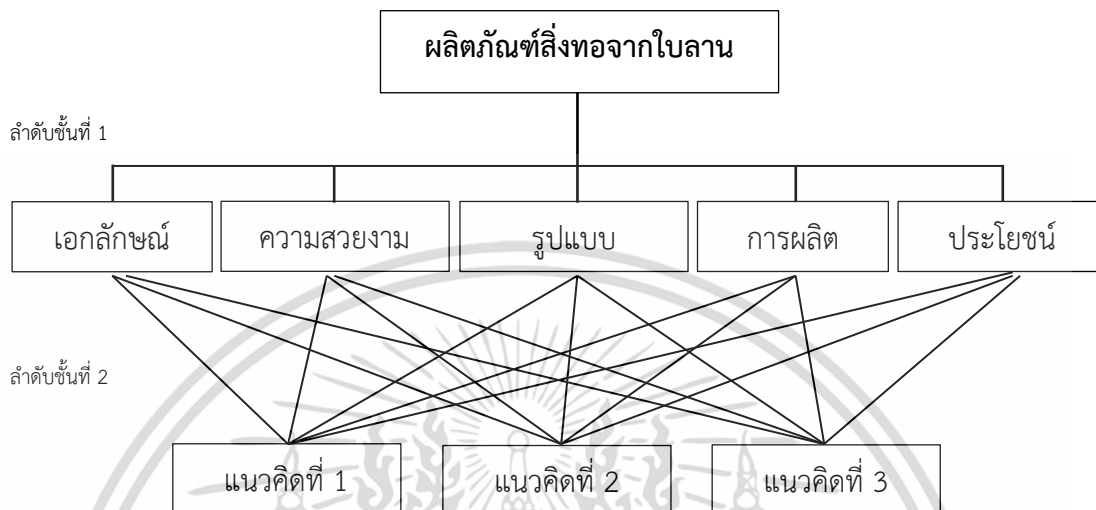 ผลิตภัณฑ์สิ่งทอจากใบลาน
ลำดับชั้นที่ 1
เอกลักษณ์
ความสวยงาม
รูปแบบ
การผลิต
ประโยชน์
ลำดับชั้นที่ 2
แนวคิดที่ 1
แนวคิดที่ 2
แนวคิดที่ 3